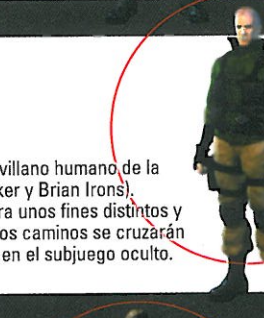 villano humano de la
ker y Brian Irons).
ra unos fines distintos y
os caminos se cruzarán
en el subjuego oculto.